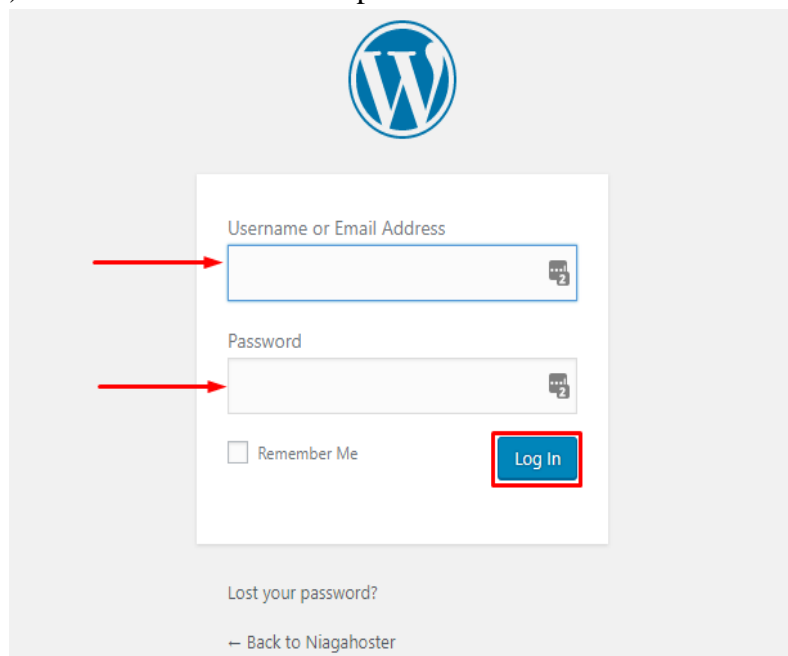 Username or Email Address
Password
Remember Me
Log In
Lost your password?
← Back to Niagahoster